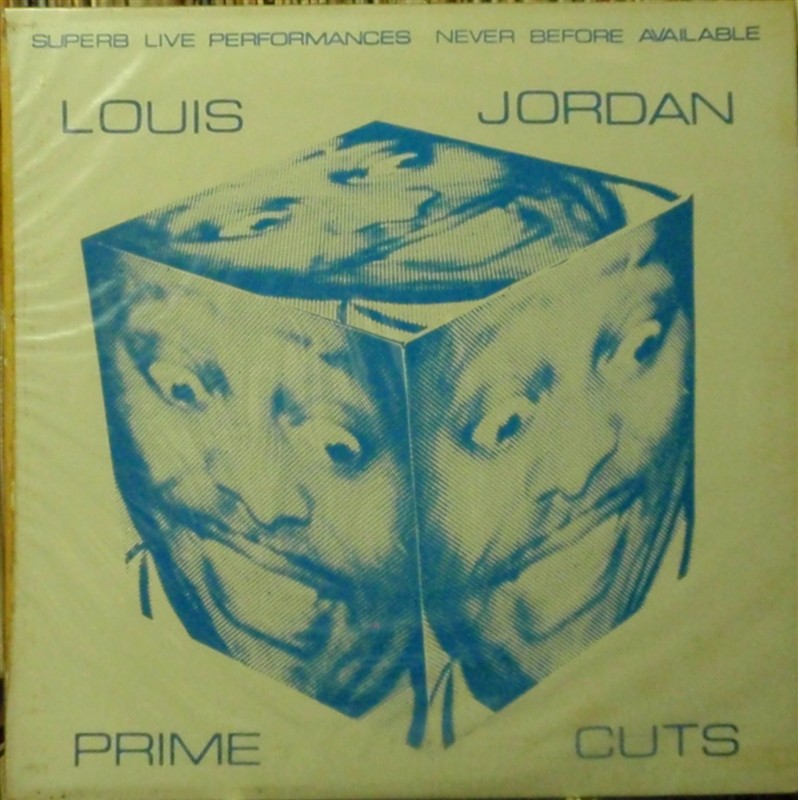 SUPERB LIVE PERFORMANCES NEVER BEFORE AVAILABLE
LOUIS JORDAN
PRIME CUTS